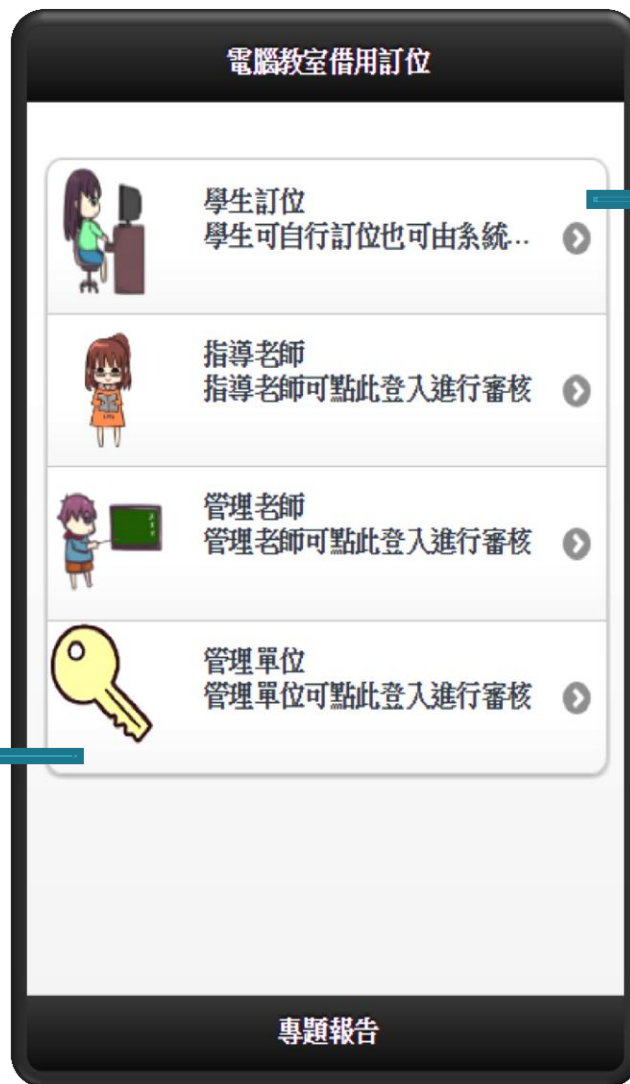 電腦教室借用訂位
學生訂位
學生可自行訂位也可由系統...
指導老師
指導老師可點此登入進行審核
管理老師
管理老師可點此登入進行審核
管理單位
管理單位可點此登入進行審核
專題報告